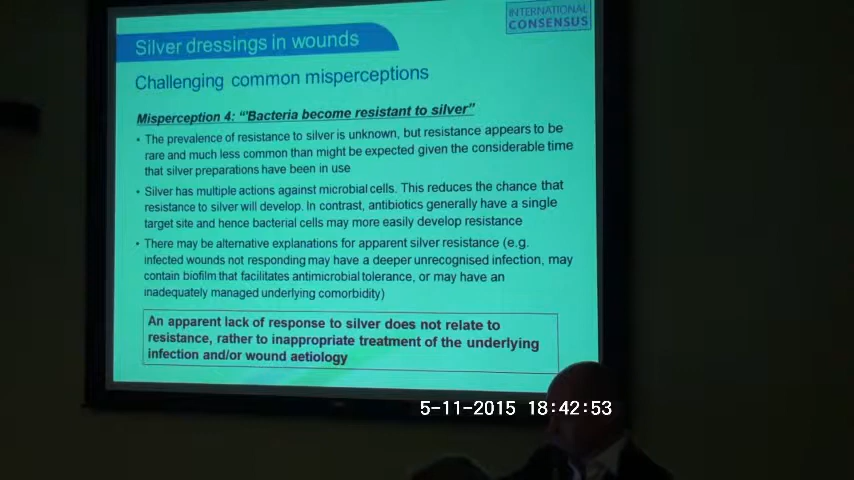 INTERNATIONAL
CONSENSUS
Silver dressings in wounds
Challenging common misperceptions
Misperception 4: "'Bacteria become resistant to silver"
• The prevalence of resistance to silver is unknown, but resistance appears to be
rare and much less common than might be expected given the considerable time
that silver preparations have been in use
• Silver has multiple actions against microbial cells. This reduces the chance that
resistance to silver will develop. In contrast, antibiotics generally have a single
target site and hence bacterial cells may more easily develop resistance
• There may be alternative explanations for apparent silver resistance (e.g.
infected wounds not responding may have a deeper unrecognised infection, may
contain biofilm that facilitates antimicrobial tolerance, or may have an
inadequately managed underlying comorbidity)
An apparent lack of response to silver does not relate to
resistance, rather to inappropriate treatment of the underlying
infection and/or wound aetiology
5-11-2015 18:42:53